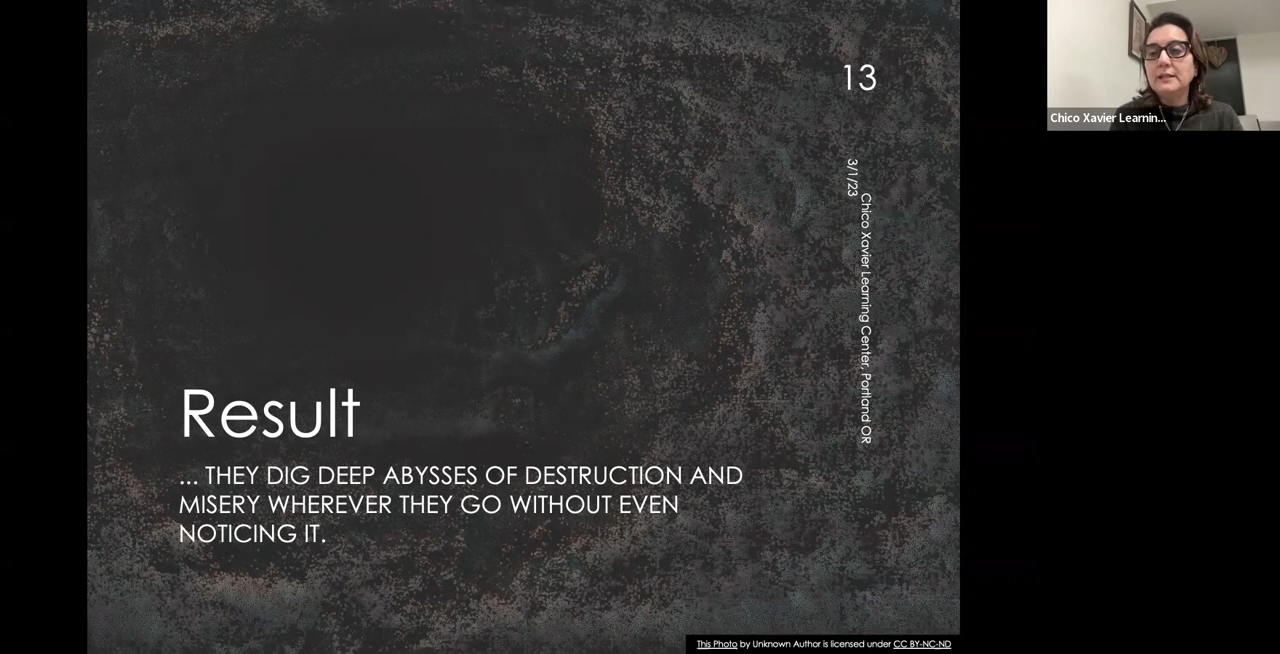 13
3/1/23
Chico Xavier Learning Center, Portland OR
Result
... THEY DIG DEEP ABYSSES OF DESTRUCTION AND
MISERY WHEREVER THEY GO WITHOUT EVEN
NOTICING IT.
This Photo by Unknown Author is licensed under CC BY-NC-ND
Chico Xavier Learnin...